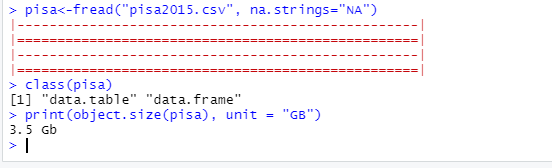 > pisa<-fread("pisa2015.csv", na.strings="NA")
|--------------------------------------------------|
|==================================================|
|--------------------------------------------------|
|==================================================|
> class(pisa)
[1] "data.table" "data.frame"
> print(object.size(pisa), unit = "GB")
3.5 Gb
>